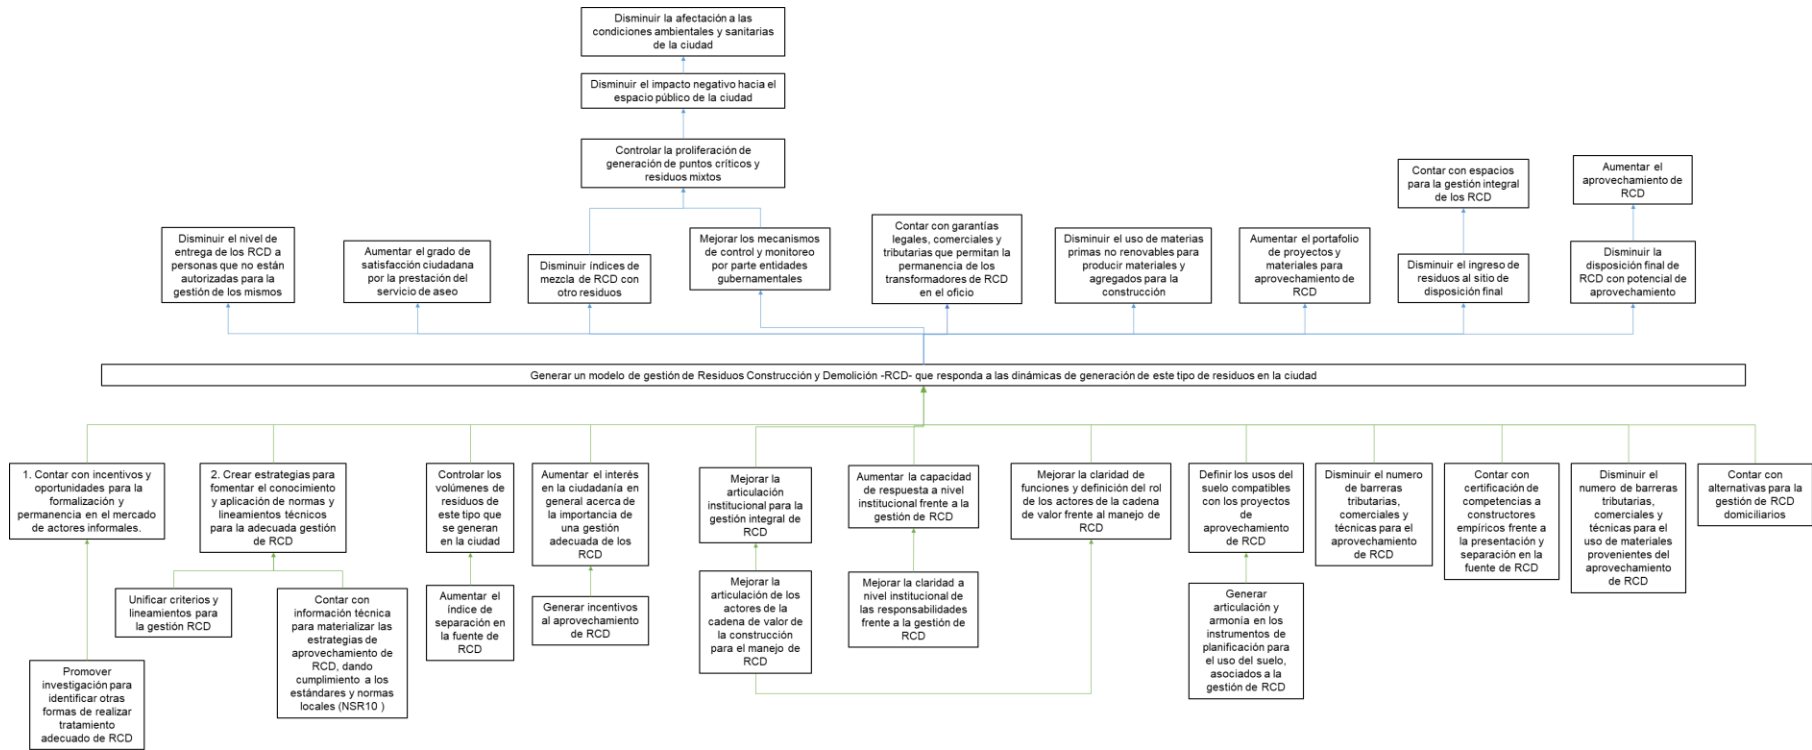 Disminuir la afectación a las
condiciones ambientales y sanitarias
de la ciudad
Disminuir el impacto negativo hacia el
espacio público de la ciudad
Controlar la proliferación de
generación de puntos críticos y
residuos mixtos
Contar con espacios
para la gestión integral
de los RCD
Aumentar el
aprovechamiento de
RCD
Disminuir el nivel de
entrega de los RCD a
personas que no están
autorizadas para la
gestión de los mismos
Aumentar el grado de
satisfacción ciudadana
por la prestación del
servicio de aseo
Disminuir índices de
mezcla de RCD con
otro residuos
Mejorar los mecanismos
de control y monitoreo
por parte entidades
gubernamentales
Contar con garantías
legales, comerciales y
tributarias que permitan la
permanencia de los
transformadores de RCD
en el oficio
Disminuir el uso de materias
primas no renovables para
producir materiales y
agregados para la
construcción
Aumentar el portafolio
de proyectos y
materiales para
aprovechamiento de
RCD
Disminuir el ingreso de
residuos al sitio de
disposición final
Disminuir la
disposición final de
RCD con potencial de
aprovechamiento
Generar un modelo de gestión de Residuos Construcción y Demolición -RCD- que responda a las dinámicas de generación de este tipo de residuos en la ciudad
1. Contar con incentivos y
oportunidades para la
formalización y
permanencia en el mercado
de actores informales.
2. Crear estrategias para
fomentar el conocimiento
y aplicación de normas y
lineamientos técnicos
para la adecuada gestión
de RCD
Controlar los
volúmenes de
residuos de
este tipo que
se generan
en la ciudad
Aumentar el interés
en la ciudadanía en
general acerca de
la importancia de
una gestión
adecuada de los
RCD
Mejorar la
articulación
institucional para la
gestión integral de
RCD
Aumentar la capacidad
de respuesta a nivel
institucional frente a la
gestión de RCD
Mejorar la claridad de
funciones y definición del rol
de los actores de la cadena
de valor frente al manejo de
RCD
Definir los usos del
suelo compatibles
con los proyectos
de
aprovechamiento
de RCD
Disminuir el numero
de barreras
tributarias,
comerciales y
técnicas para el
aprovechamiento de
RCD
Contar con
certificación de
competencias a
constructores
empíricos frente a
la presentación y
separación en la
fuente de RCD
Disminuir el
numero de barreras
tributarias,
comerciales y
técnicas para el
uso de materiales
provenientes del
aprovechamiento
de RCD
Contar con
alternativas para la
gestión de RCD
domiciliarios
Unificar criterios y
lineamientos para
la gestión RCD
Contar con
información técnica
para materializar las
estrategias de
aprovechamiento de
RCD, dando
cumplimiento a los
estándares y normas
locales (NSR10 )
Aumentar el
índice de
separación en
la fuente de
RCD
Generar incentivos
al aprovechamiento
de RCD
Mejorar la
articulación de los
actores de la
cadena de valor de
la construcción
para el manejo de
RCD
Mejorar la claridad a
nivel institucional de
las responsabilidades
frente a la gestión de
RCD
Generar
articulación y
armonía en los
instrumentos de
planificación para
el uso del suelo,
asociados a la
gestión de RCD
Promover
investigación para
identificar otras
formas de realizar
tratamiento
adecuado de RCD